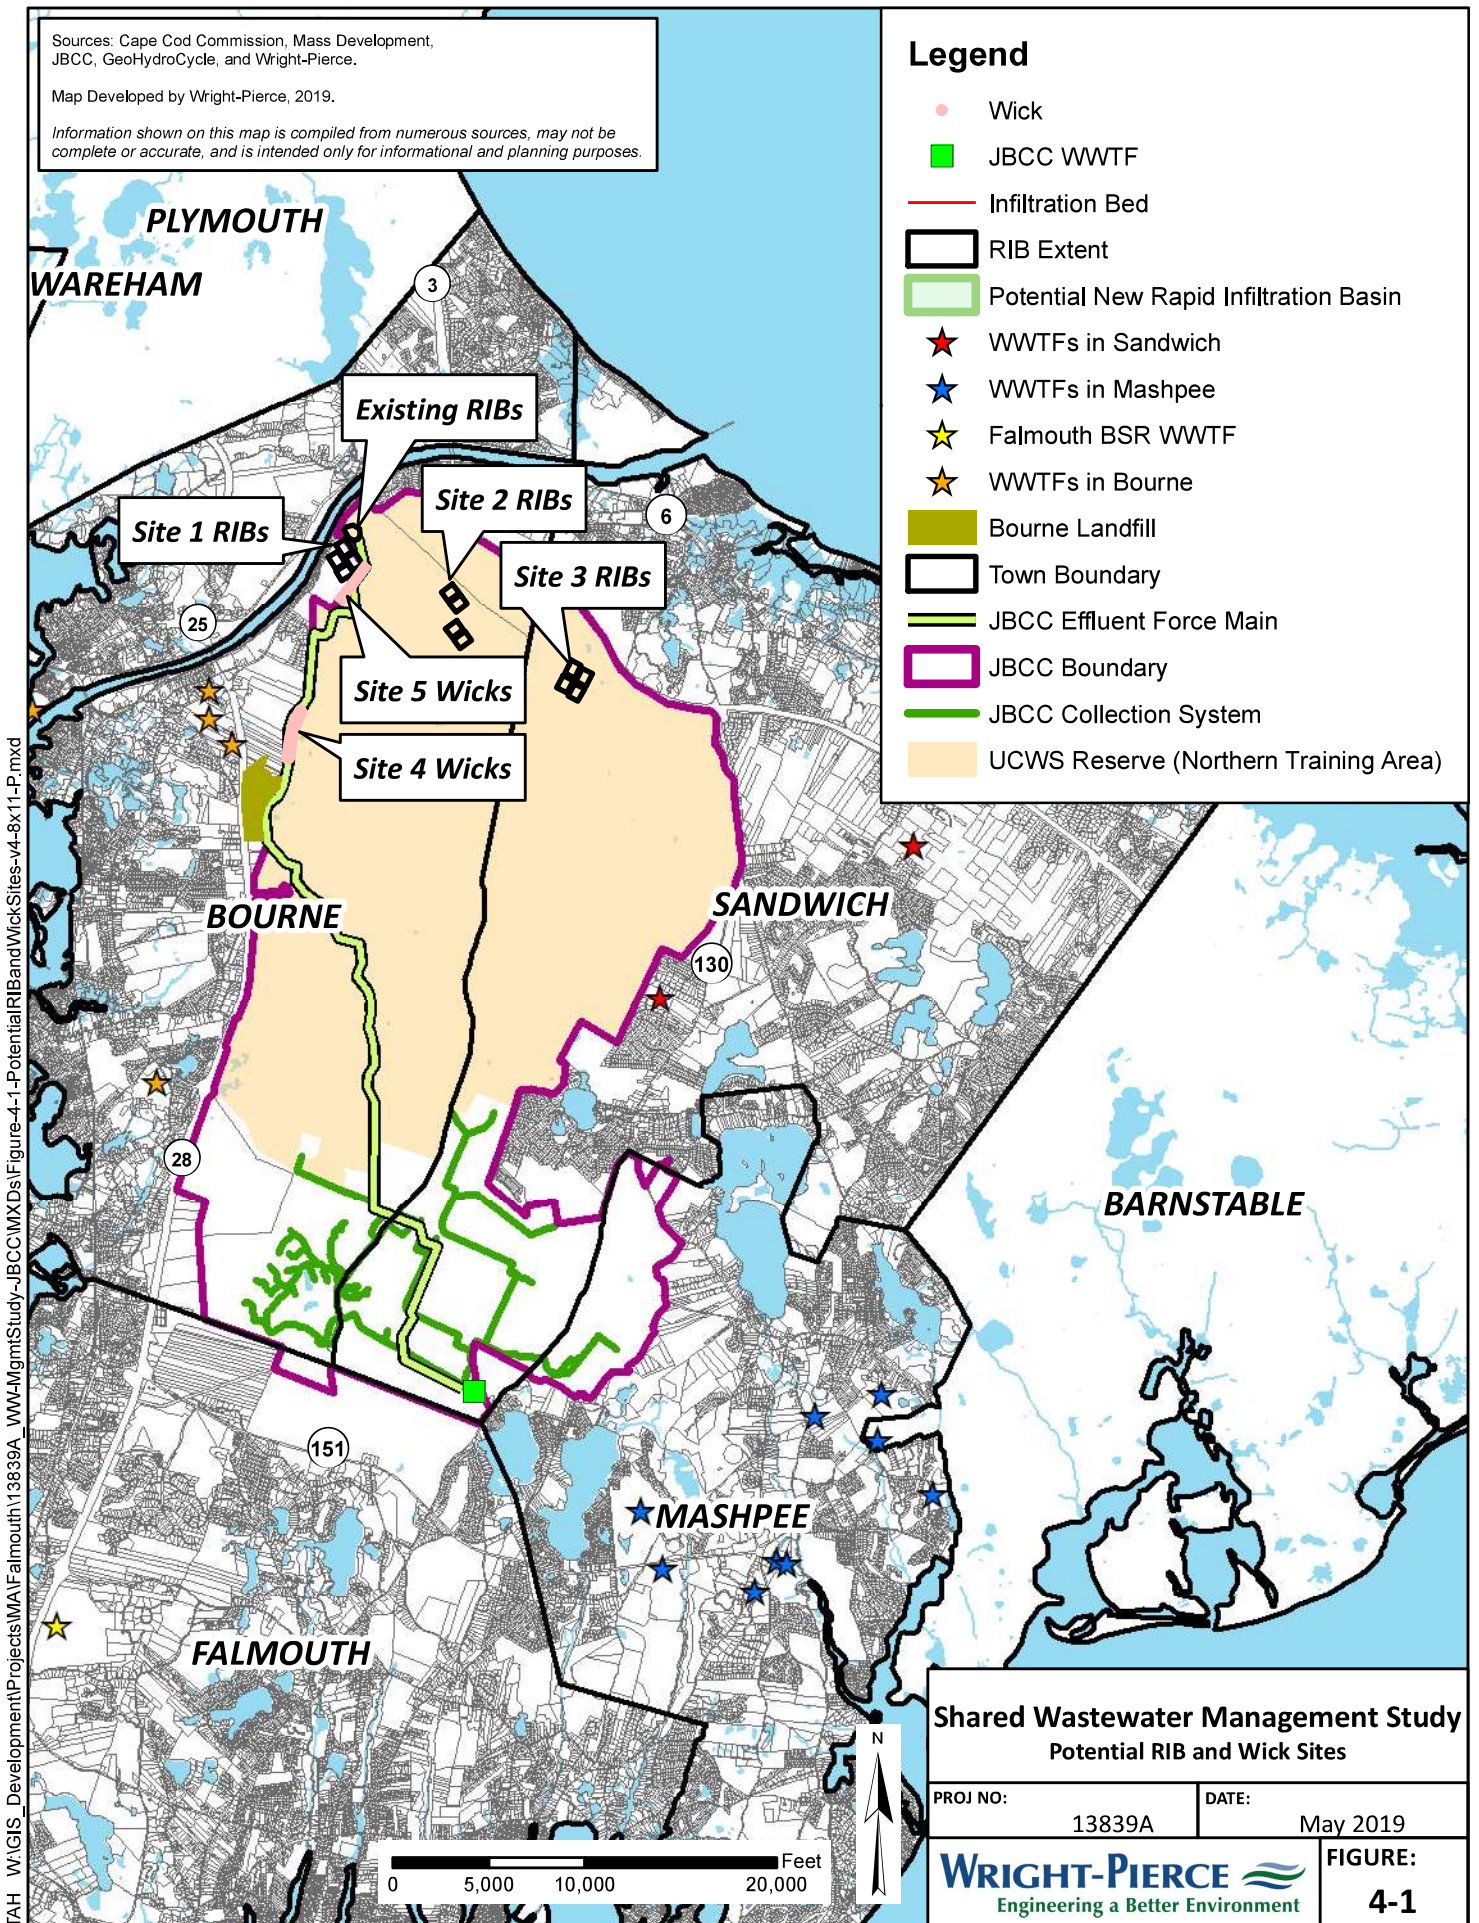 Sources: Cape Cod Commission, Mass Development,
JBCC, GeoHydroCycle, and Wright-Pierce.
Map Developed by Wright-Pierce, 2019.
Information shown on this map is compiled from numerous sources, may not be
complete or accurate, and is intended only for informational and planning purposes.
Legend
Wick
JBCC WWTF
Infiltration Bed
RIB Extent
Potential New Rapid Infiltration Basin
WWTFs in Sandwich
WWTFs in Mashpee
Falmouth BSR WWTF
WWTFs in Bourne
Bourne Landfill
Town Boundary
JBCC Effluent Force Main
JBCC Boundary
JBCC Collection System
UCWS Reserve (Northern Training Area)
PLYMOUTH
WAREHAM
3
Existing RIBs
Site 2 RIBs
Site 1 RIBs
6
Site 3 RIBs
25
Site 5 Wicks
Site 4 Wicks
BOURNE
SANDWICH
130
28
BARNSTABLE
151
MASHPEE
FALMOUTH
N
Feet
0 5,000 10,000 20,000
Shared Wastewater Management Study
Potential RIB and Wick Sites
PROJ NO: 13839A
DATE: May 2019
WRIGHT-PIERCE
Engineering a Better Environment
FIGURE:
4-1
TAH W:\GIS_Development\Projects\MA\Falmouth\13839A_WW-MgmtStudy-JBCC\MXDs\Figure-4-1-PotentialRIBandWickSites-v4-8x11-P.mxd